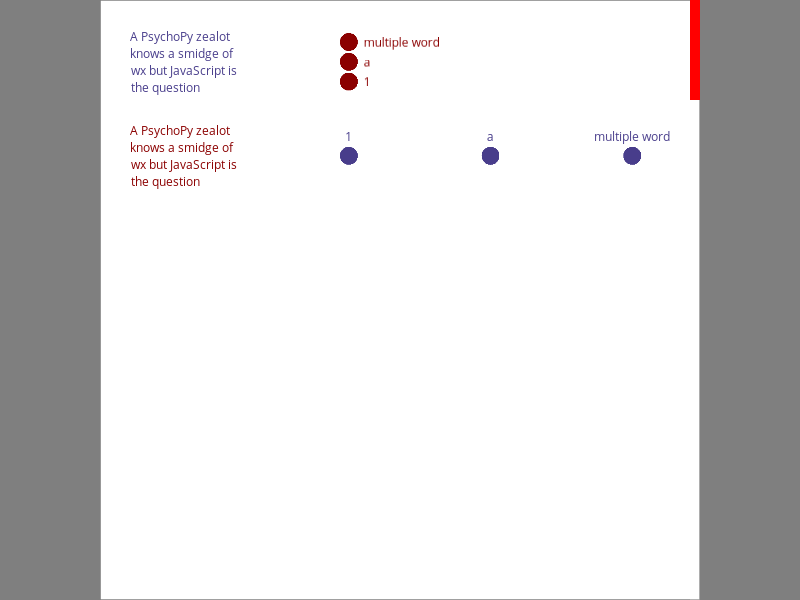 A PsychoPy zealot
knows a smidge of
wx but JavaScript is
the question
multiple word
a
1
A PsychoPy zealot
knows a smidge of
wx but JavaScript is
the question
1 a multiple word